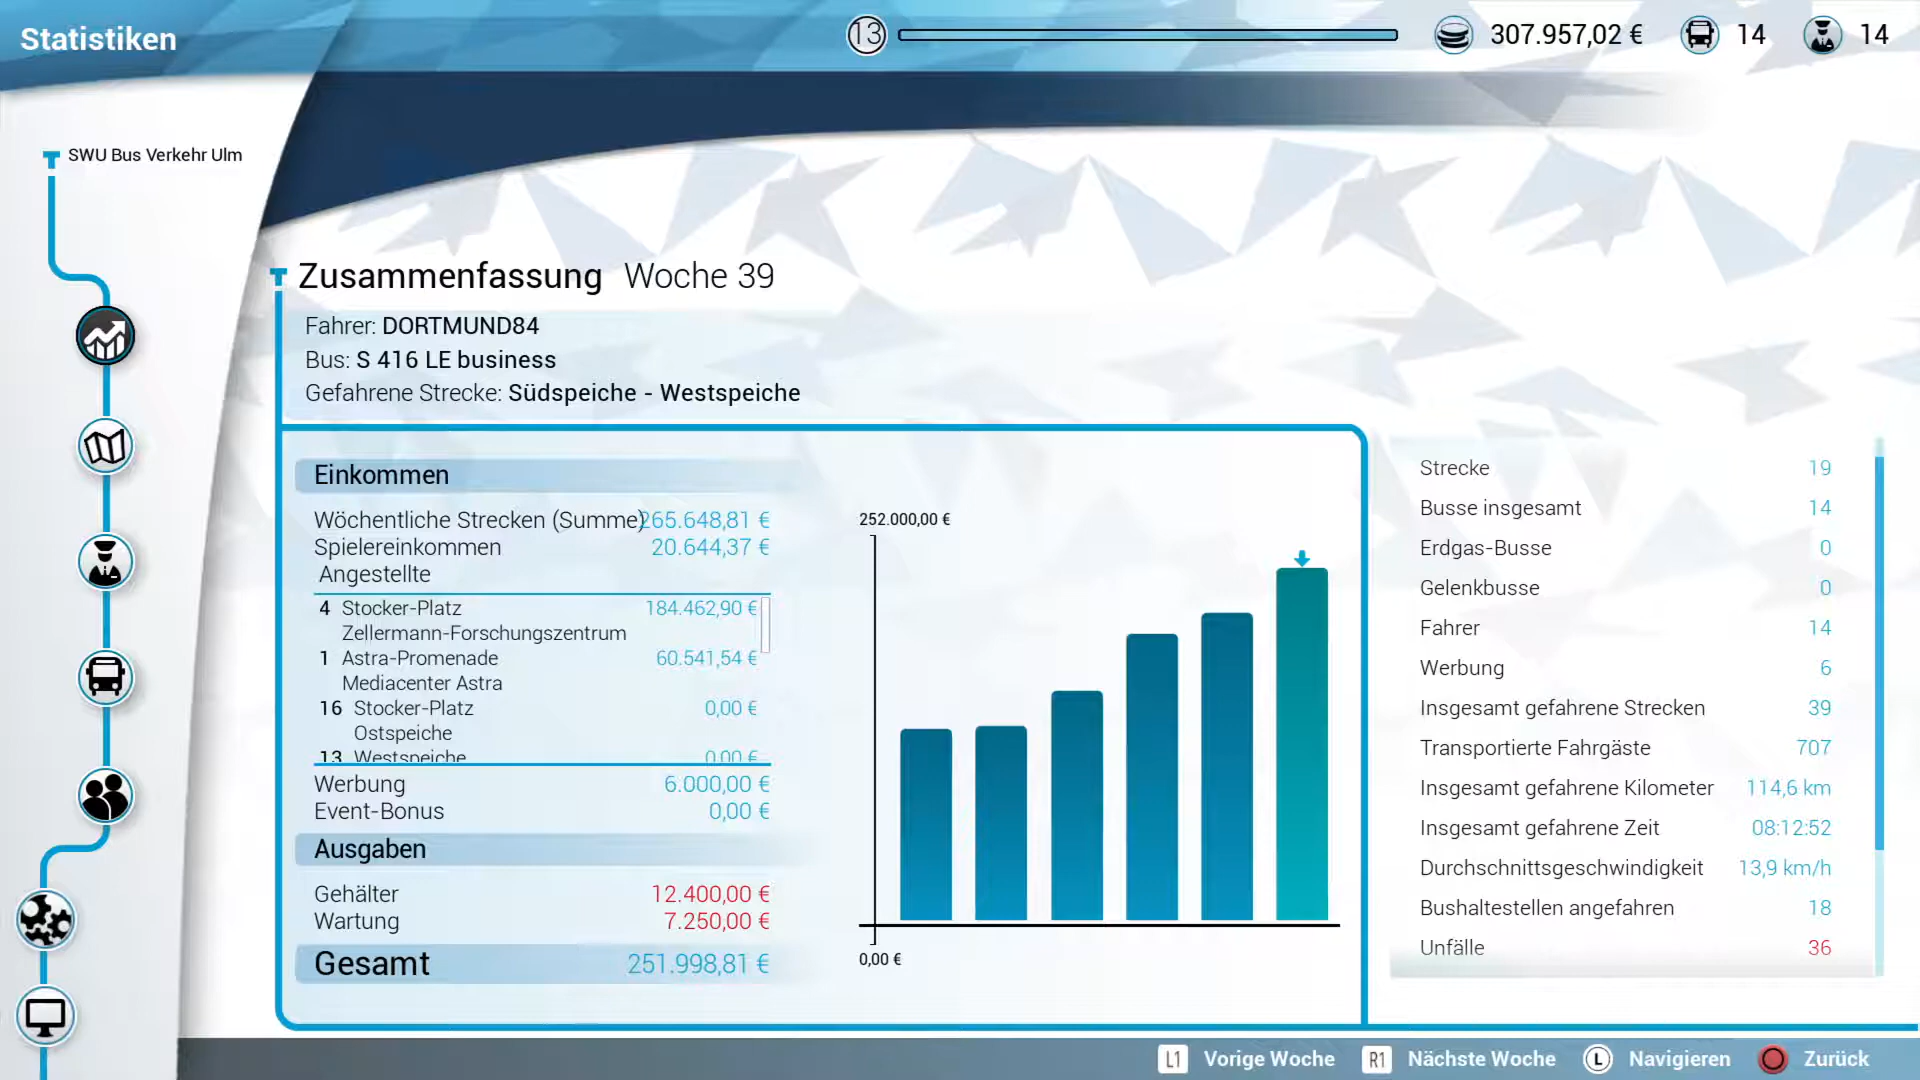 Statistiken
13
307.957,02 €
14
14
SWU Bus Verkehr Ulm
Zusammenfassung Woche 39
Fahrer: DORTMUND84
Bus: S 416 LE business
Gefahrene Strecke: Südspeiche - Westspeiche
Einkommen
Wöchentliche Strecken (Summe) 265.648,81 €
Spielereinkommen 20.644,37 €
Angestellte
4 Stocker-Platz 184.462,90 €
Zellermann-Forschungszentrum
1 Astra-Promenade 60.541,54 €
Mediacenter Astra
16 Stocker-Platz 0,00 €
Ostspeiche
13 Westspeiche 0,00 €
Werbung 6.000,00 €
Event-Bonus 0,00 €
Ausgaben
Gehälter 12.400,00 €
Wartung 7.250,00 €
Gesamt 251.998,81 €
252.000,00 €
0,00 €
Strecke 19
Busse insgesamt 14
Erdgas-Busse 0
Gelenkbusse 0
Fahrer 14
Werbung 6
Insgesamt gefahrene Strecken 39
Transportierte Fahrgäste 707
Insgesamt gefahrene Kilometer 114,6 km
Insgesamt gefahrene Zeit 08:12:52
Durchschnittsgeschwindigkeit 13,9 km/h
Bushaltestellen angefahren 18
Unfälle 36
L1 Vorige Woche R1 Nächste Woche L Navigieren Zurück